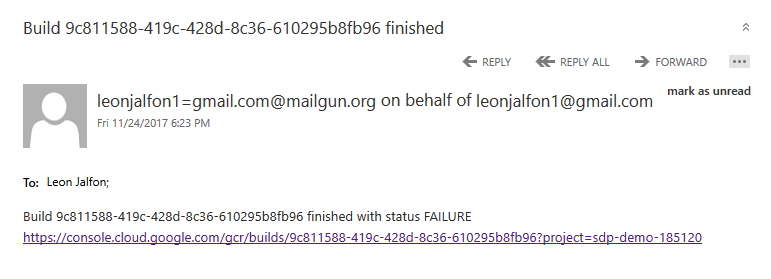 Build 9c811588-419c-428d-8c36-610295b8fb96 finished
REPLY REPLY ALL FORWARD
mark as unread
leonjalfon1=gmail.com@mailgun.org on behalf of leonjalfon1@gmail.com
Fri 11/24/2017 6:23 PM
To: Leon Jalfon;
Build 9c811588-419c-428d-8c36-610295b8fb96 finished with status FAILURE
https://console.cloud.google.com/gcr/builds/9c811588-419c-428d-8c36-610295b8fb96?project=sdp-demo-185120